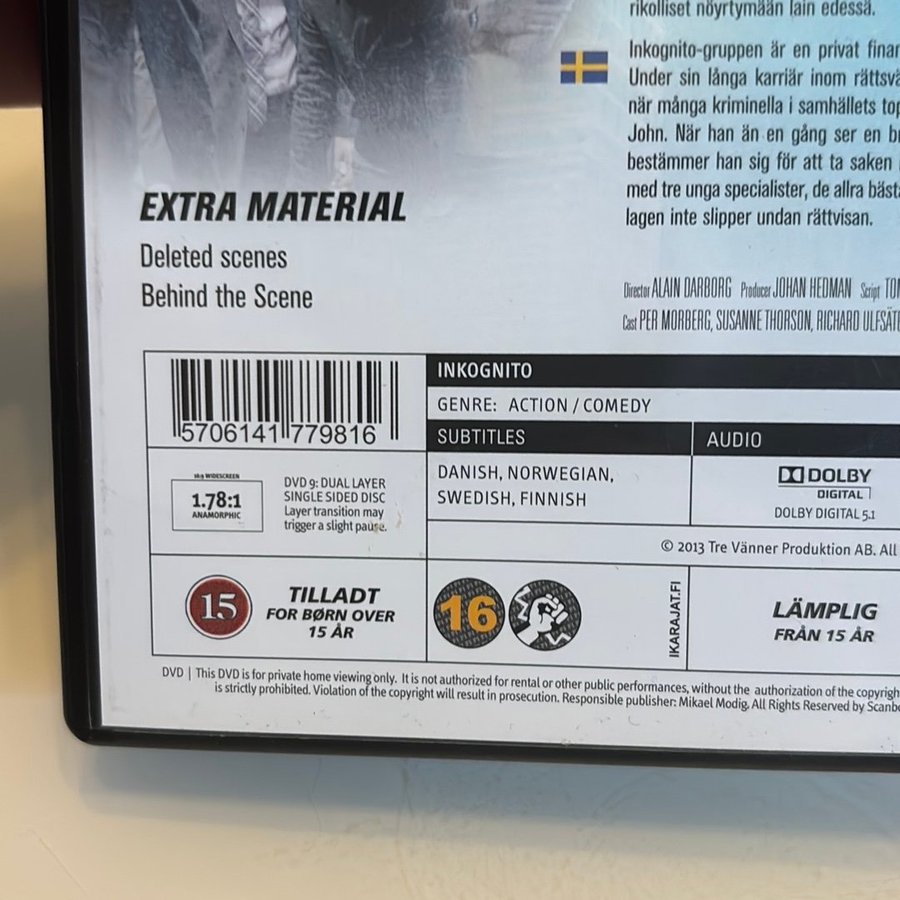 rikolliset nöyrtymään lain edessä.
Inkognito-gruppen är en privat
Under sin långa karriär inom
när många kriminella i samhällets
John. När han än en gång ser en
bestämmer han sig för att ta saken
med tre unga specialister, de allra
lagen inte slipper undan rättvisan.
EXTRA MATERIAL
Deleted scenes
Behind the Scene
Director ALAIN DARBORG Producer JOHAN HEDMAN Script
Cast PER MORBERG, SUSANNE THORSON, RICHARD
5706141 779816
INKOGNITO
GENRE: ACTION / COMEDY
SUBTITLES
AUDIO
DANISH, NORWEGIAN,
SWEDISH, FINNISH
DOLBY
DIGITAL
DOLBY DIGITAL 5.1
16:9 WIDESCREEN
1.78:1
ANAMORPHIC
DVD 9: DUAL LAYER
SINGLE SIDED DISC
Layer transition may
trigger a slight pause.
© 2013 Tre Vänner Produktion AB. All
15
TILLADT
FOR BØRN OVER
15 ÅR
16
IKARAJAT.FI
LÄMPLIG
FRÅN 15 ÅR
DVD | This DVD is for private home viewing only. It is not authorized for rental or other public performances, without the authorization of the
is strictly prohibited. Violation of the copyright will result in prosecution. Responsible publisher: Mikael Modig. All Rights Reserved by